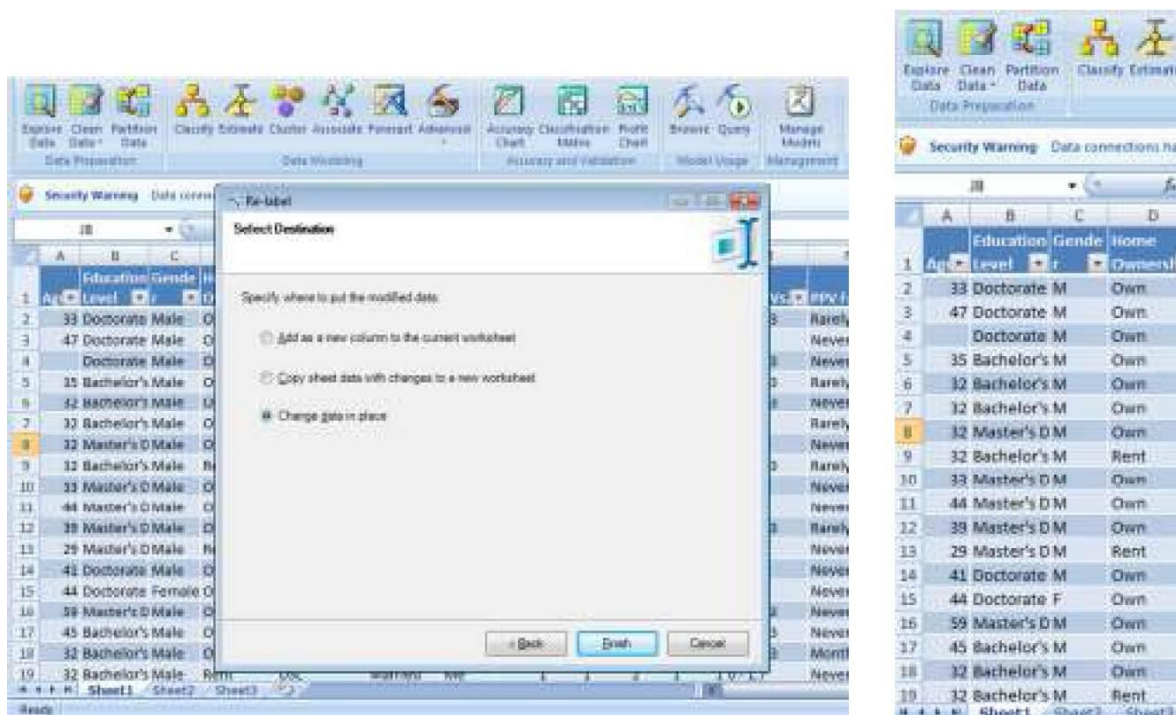 Explore Clean Partition Classify Estimate Cluster Associate Forecast Advanced Accuracy Classification Profit Browse Query Manage
Data Data Data Chart Matrix Chart Models
Data Preparation Data Modeling Accuracy and Validation Model Usage Management
Security Warning Data
J8
A B C
Education Gende
1 Level r
2 33 Doctorate Male
3 47 Doctorate Male
4 Doctorate Male
5 35 Bachelor's Male
6 32 Bachelor's Male
7 32 Bachelor's Male
8 32 Master's D Male
9 32 Bachelor's Male
10 33 Master's D Male
11 44 Master's D Male
12 39 Master's D Male
13 29 Master's D Male
14 41 Doctorate Male
15 44 Doctorate Female
16 59 Master's D Male
17 45 Bachelor's Male
18 32 Bachelor's Male
19 32 Bachelor's Male Rent DSL Married
Sheet1 Sheet2 Sheet3
Ready
Re-label
Select Destination
Specify where to put the modified data:
Add as a new column to the current worksheet
Copy sheet data with changes to a new worksheet
Change data in place
< Back Finish Cancel
Rarely
Never
Never
Rarely
Never
Rarely
Never
Rarely
Never
Never
Rarely
Never
Never
Never
Never
Never
Month
Never
Explore Clean Partition Classify Estimat
Data Data Data
Data Preparation
Security Warning Data connections ha
J8
A B C D
Education Gende Home
1 Level r Ownersh
2 33 Doctorate M Own
3 47 Doctorate M Own
4 Doctorate M Own
5 35 Bachelor's M Own
6 32 Bachelor's M Own
7 32 Bachelor's M Own
8 32 Master's D M Own
9 32 Bachelor's M Rent
10 33 Master's D M Own
11 44 Master's D M Own
12 39 Master's D M Own
13 29 Master's D M Rent
14 41 Doctorate M Own
15 44 Doctorate F Own
16 59 Master's D M Own
17 45 Bachelor's M Own
18 32 Bachelor's M Own
19 32 Bachelor's M Rent
Sheet1 Sheet2 Sheet3